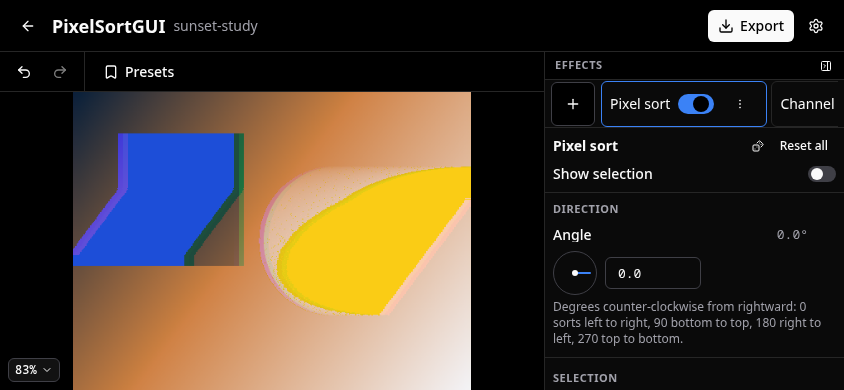 PixelSortGUI sunset-study
Export
Presets
EFFECTS
Pixel sort
Channel
Pixel sort
Reset all
Show selection
DIRECTION
Angle
0.0°
0.0
Degrees counter-clockwise from rightward: 0
sorts left to right, 90 bottom to top, 180 right to
left, 270 top to bottom.
83%
SELECTION